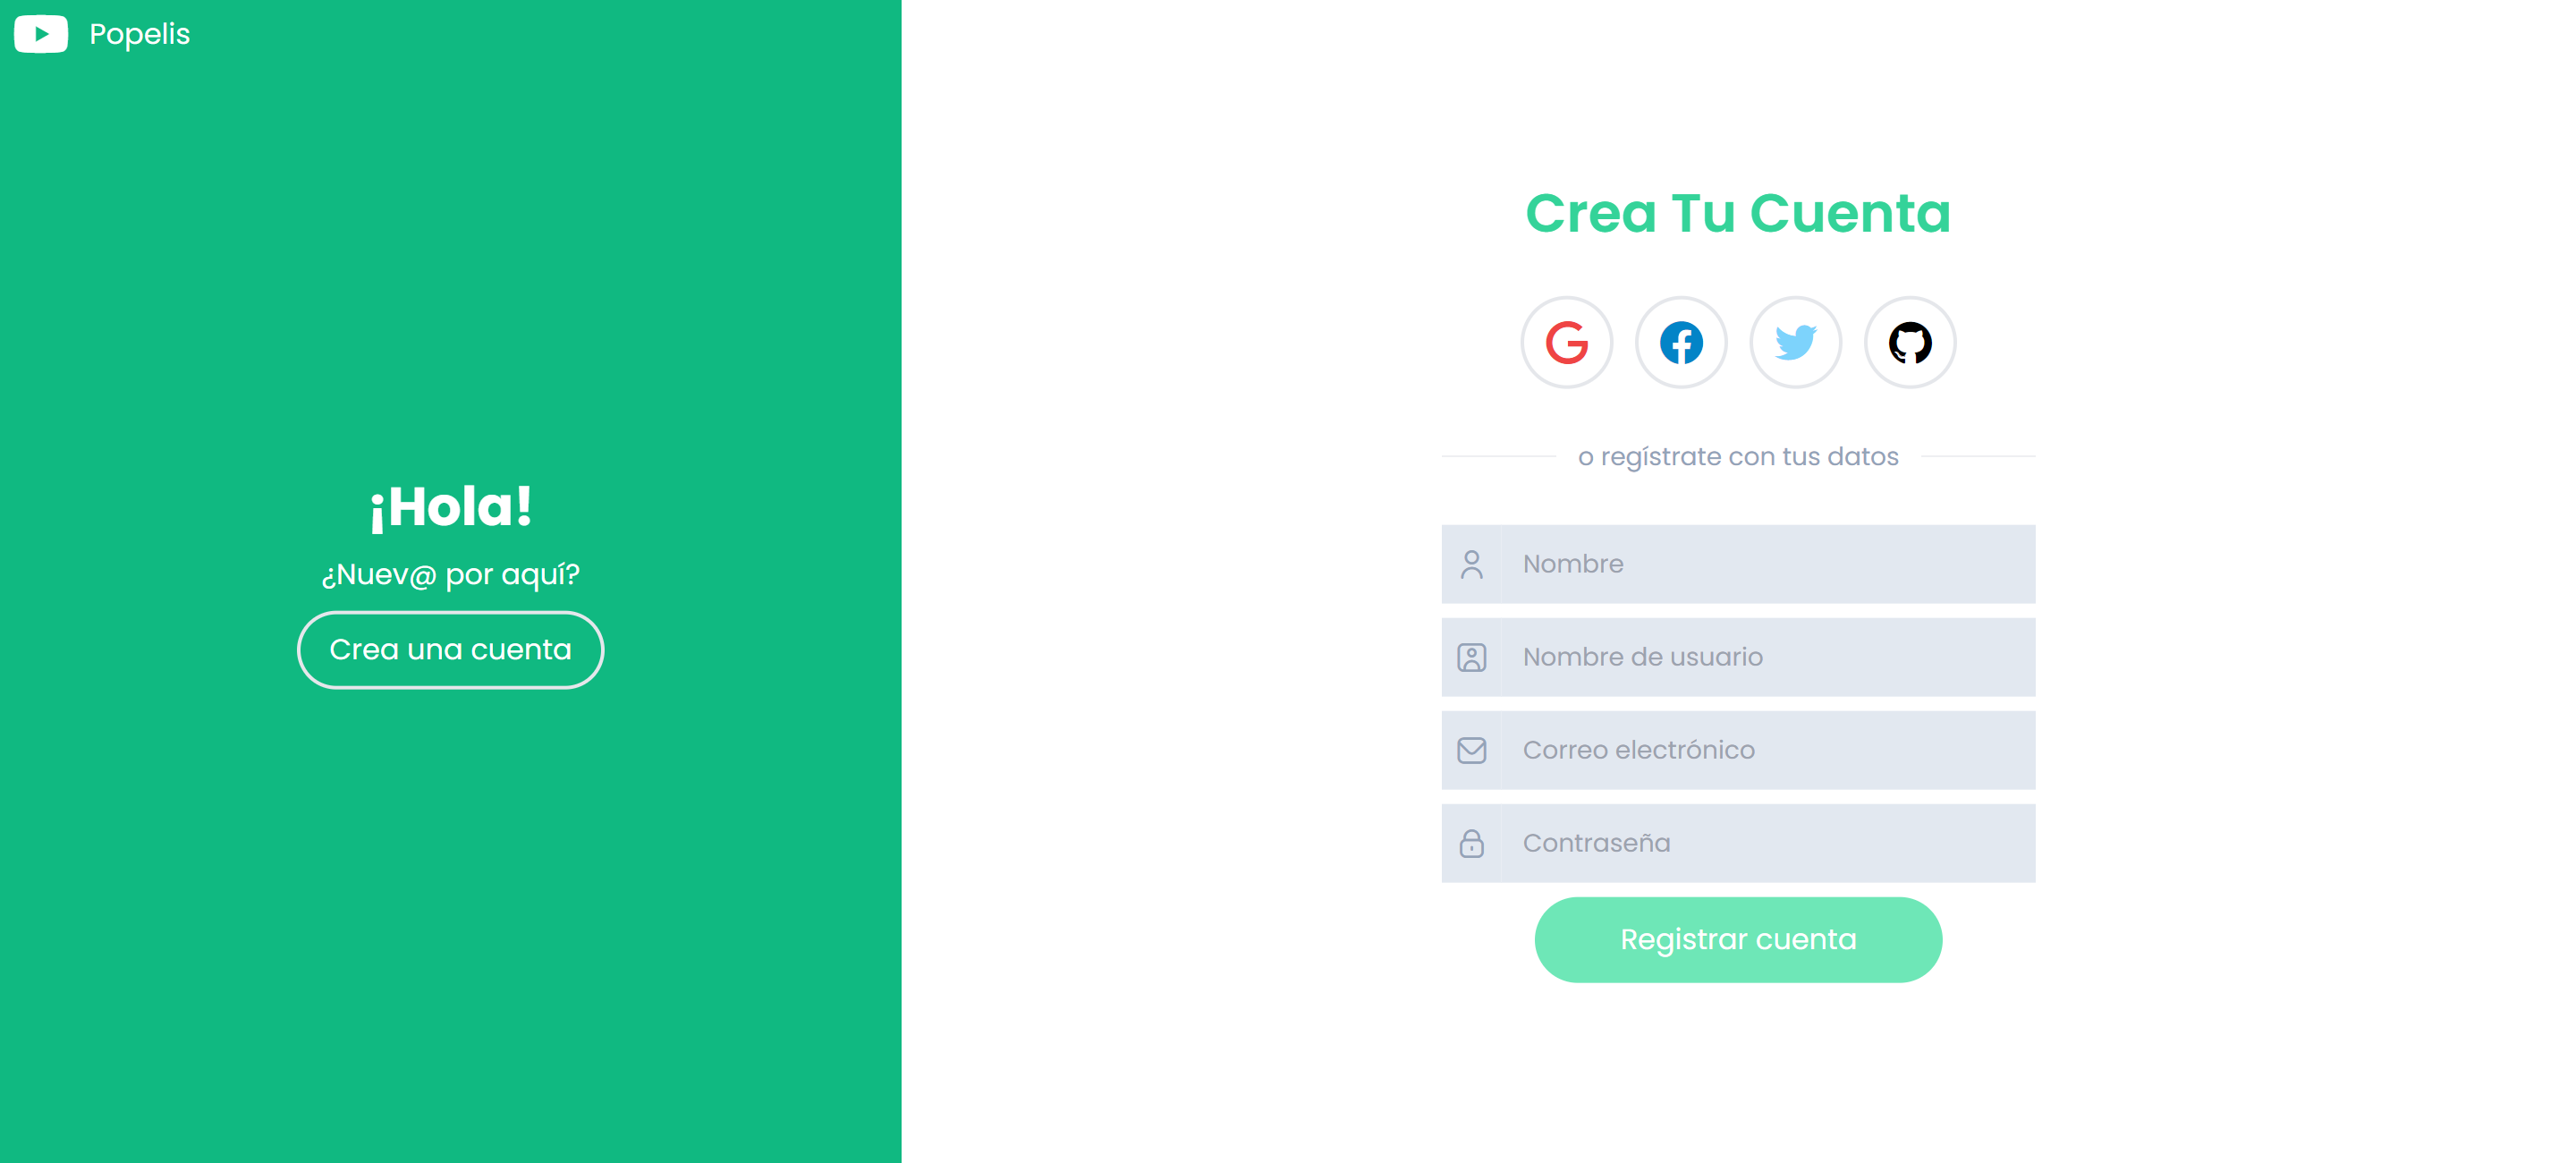 Popelis
¡Hola!
¿Nuev@ por aquí?
Crea una cuenta
Crea Tu Cuenta
o regístrate con tus datos
Nombre
Nombre de usuario
Correo electrónico
Contraseña
Registrar cuenta